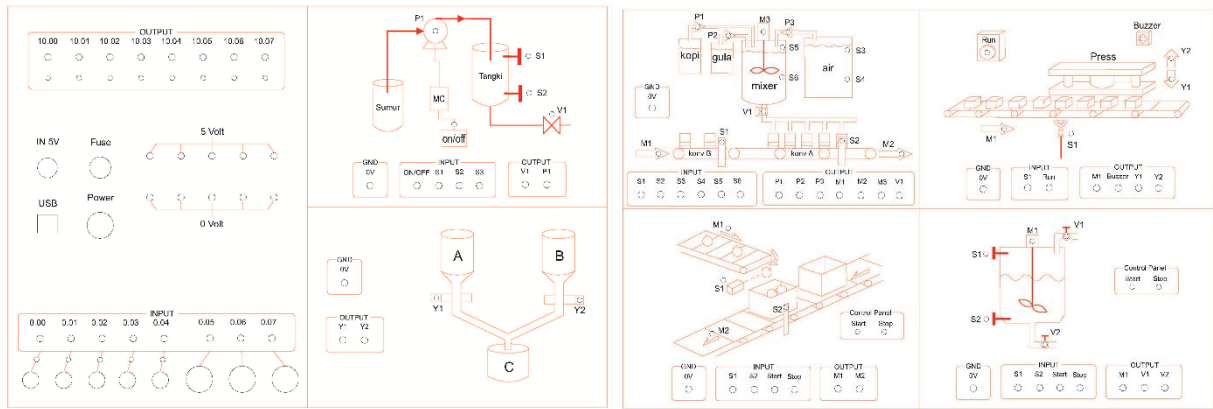 OUTPUT
10.00 10.01 10.02 10.03 10.04 10.05 10.06 10.07
IN 5V
Fuse
5 Volt
USB
Power
0 Volt
INPUT
0.00 0.01 0.02 0.03 0.04 0.05 0.06 0.07
P1
S1
Tangki
S2
Sumur
MC
V1
on/off
GND
0V
INPUT
ON/OFF S1 S2 S3
OUTPUT
V1 P1
A
B
GND
0V
Y1
Y2
OUTPUT
Y1 Y2
C
P1
M3
P3
P2
S5
S3
kopi
gula
air
S6
S4
mixer
GND
0V
V1
S1
S2
M1
konv B
konv A
M2
INPUT
S1 S2 S3 S4 S5 S6
OUTPUT
P1 P2 P3 M1 M2 M3 V1
Buzzer
Run
Press
Y2
Y1
M1
S1
GND
0V
INPUT
S1 Run
OUTPUT
M1 Buzzer Y1 Y2
M1
S1
S2
M2
Control Panel
Start Stop
GND
0V
INPUT
S1 S2 Start Stop
OUTPUT
M1 M2
M1
V1
S1
S2
V2
Control Panel
Start Stop
GND
0V
INPUT
S1 S2 Start Stop
OUTPUT
M1 V1 V2